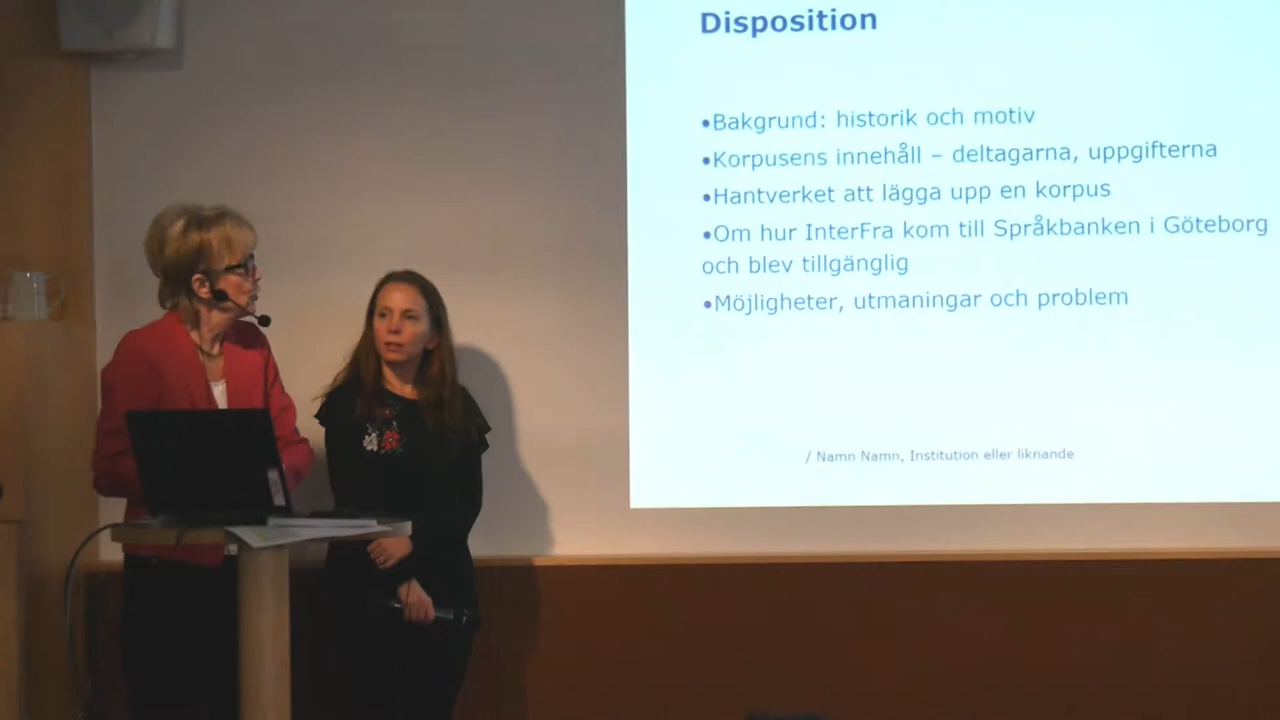 Disposition
•Bakgrund: historik och motiv
•Korpusens innehåll – deltagarna, uppgifterna
•Hantverket att lägga upp en korpus
•Om hur InterFra kom till Språkbanken i Göteborg
och blev tillgänglig
•Möjligheter, utmaningar och problem
/ Namn Namn, Institution eller liknande